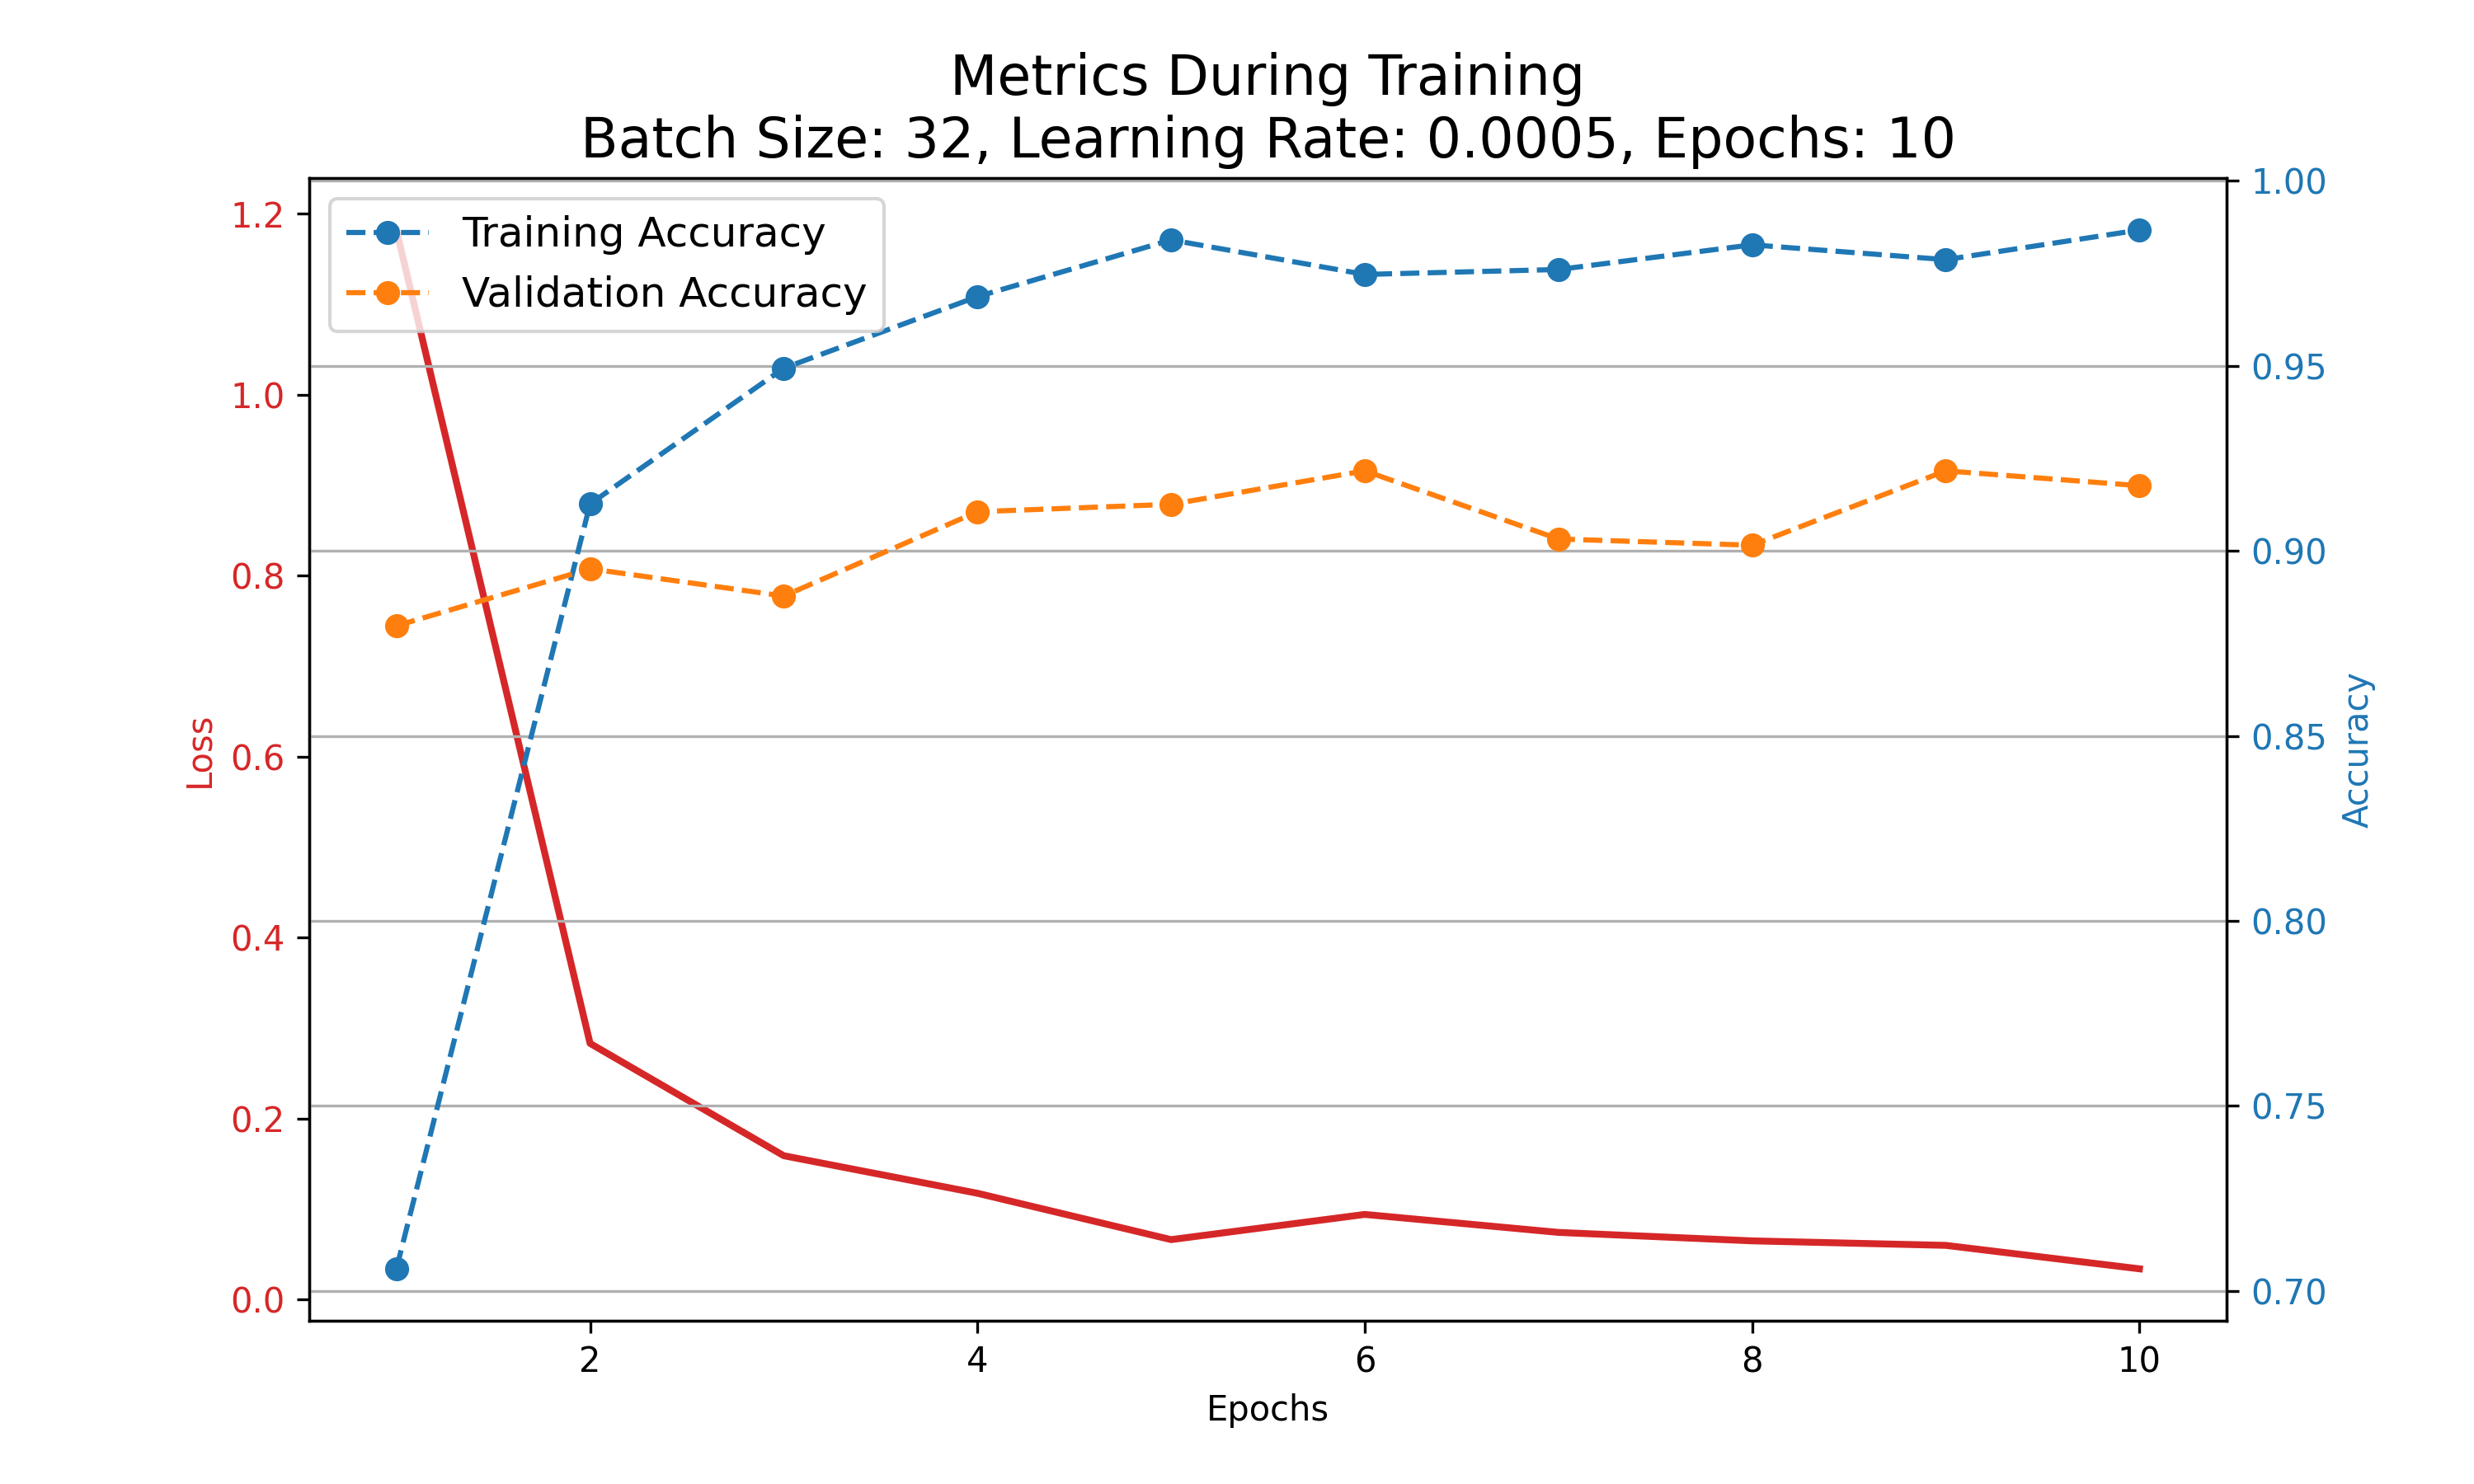 Metrics During Training
Batch Size: 32, Learning Rate: 0.0005, Epochs: 10
Training Accuracy
Validation Accuracy
1.2
1.0
0.8
0.6
0.4
0.2
0.0
Loss
1.00
0.95
0.90
0.85
0.80
0.75
0.70
Accuracy
2 4 6 8 10
Epochs